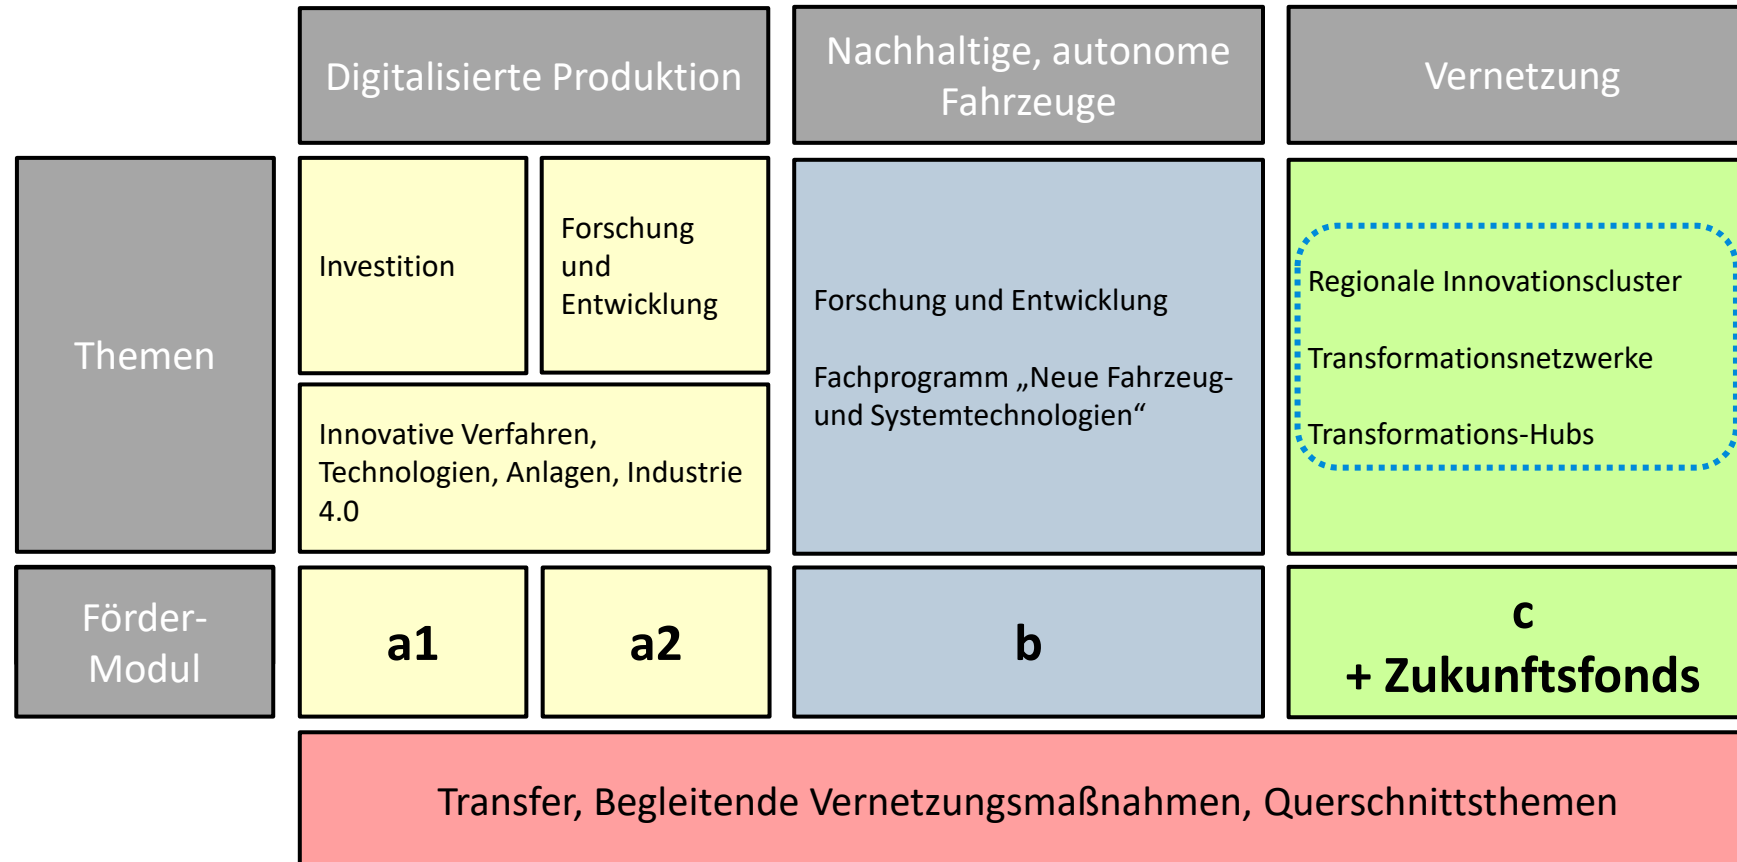 Digitalisierte Produktion
Nachhaltige, autonome
Fahrzeuge
Vernetzung
Themen
Investition
Forschung
und
Entwicklung
Innovative Verfahren,
Technologien, Anlagen, Industrie
4.0
Forschung und Entwicklung
Fachprogramm „Neue Fahrzeug-
und Systemtechnologien“
Regionale Innovationscluster
Transformationsnetzwerke
Transformations-Hubs
Förder-
Modul
a1
a2
b
c
+ Zukunftsfonds
Transfer, Begleitende Vernetzungsmaßnahmen, Querschnittsthemen